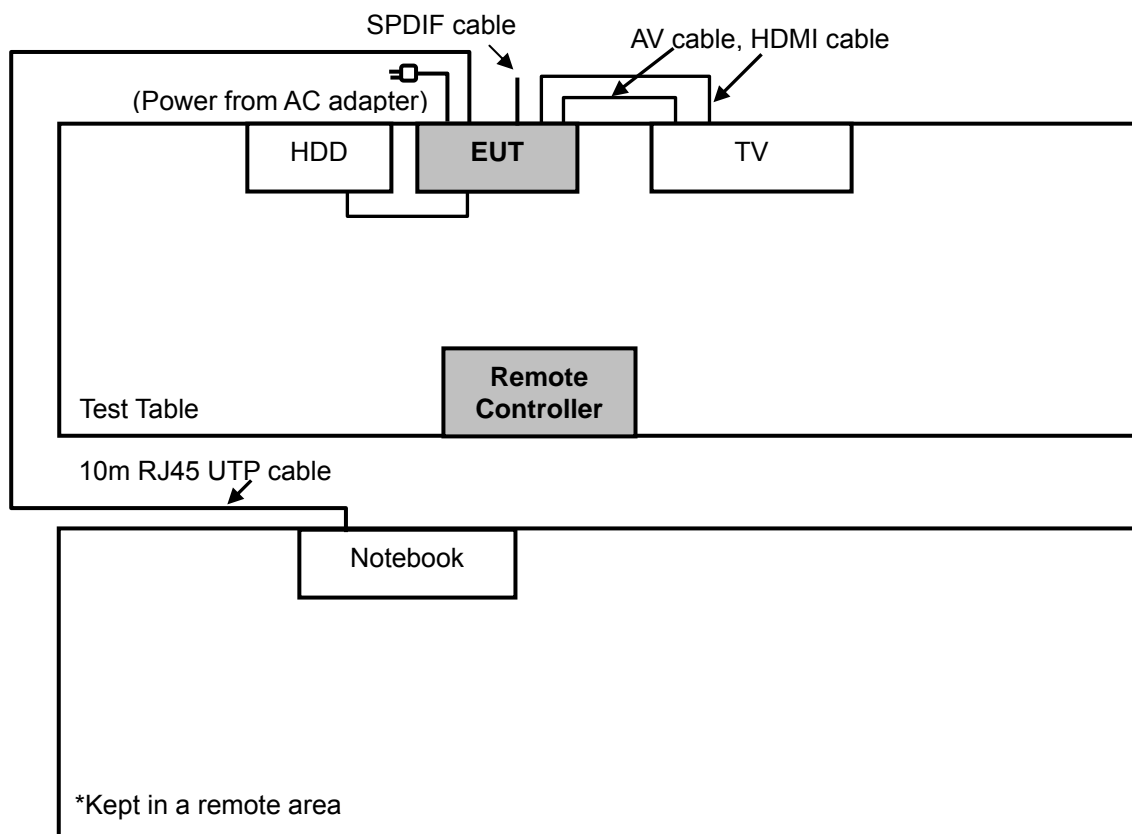 SPDIF cable
AV cable, HDMI cable
(Power from AC adapter)
HDD
EUT
TV
Remote
Controller
Test Table
10m RJ45 UTP cable
Notebook
*Kept in a remote area